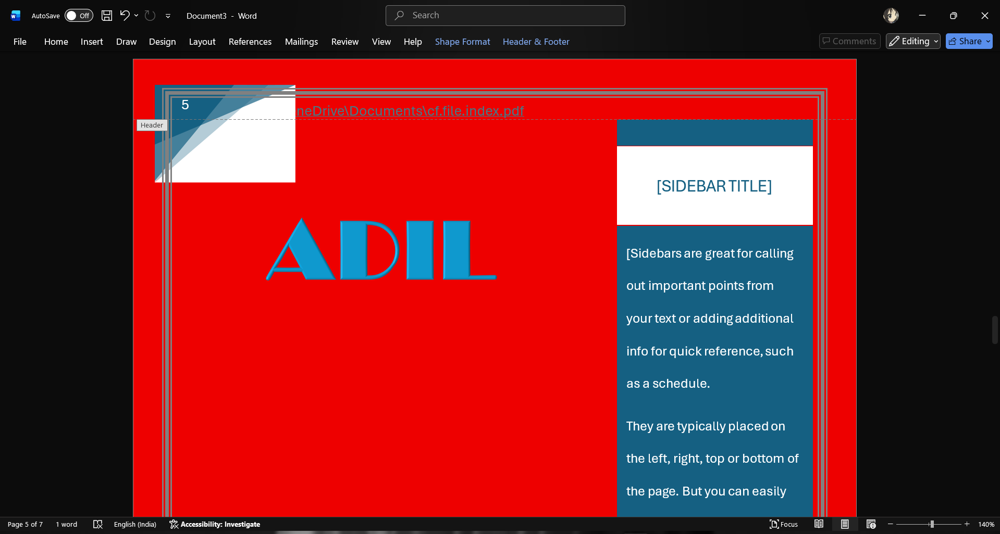 AutoSave Off Document3 - Word Search
File Home Insert Draw Design Layout References Mailings Review View Help Shape Format Header & Footer Comments Editing Share
5
neDrive\Documents\cf.file.index.pdf
Header
[SIDEBAR TITLE]
ADIL
[Sidebars are great for calling
out important points from
your text or adding additional
info for quick reference, such
as a schedule.
They are typically placed on
the left, right, top or bottom of
the page. But you can easily
Page 5 of 7 1 word English (India) Accessibility: Investigate Focus 140%